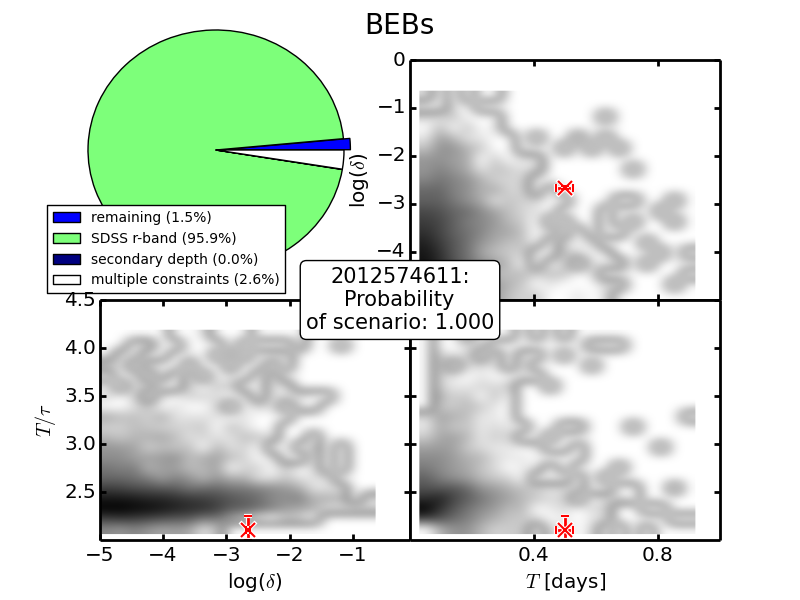 BEBs
remaining (1.5%)
SDSS r-band (95.9%)
secondary depth (0.0%)
multiple constraints (2.6%)
log(δ)
0
−1
−2
−3
−4
2012574611:
Probability
of scenario: 1.000
T/τ
4.5
4.0
3.5
3.0
2.5
−5 −4 −3 −2 −1
log(δ)
0.4 0.8
T [days]